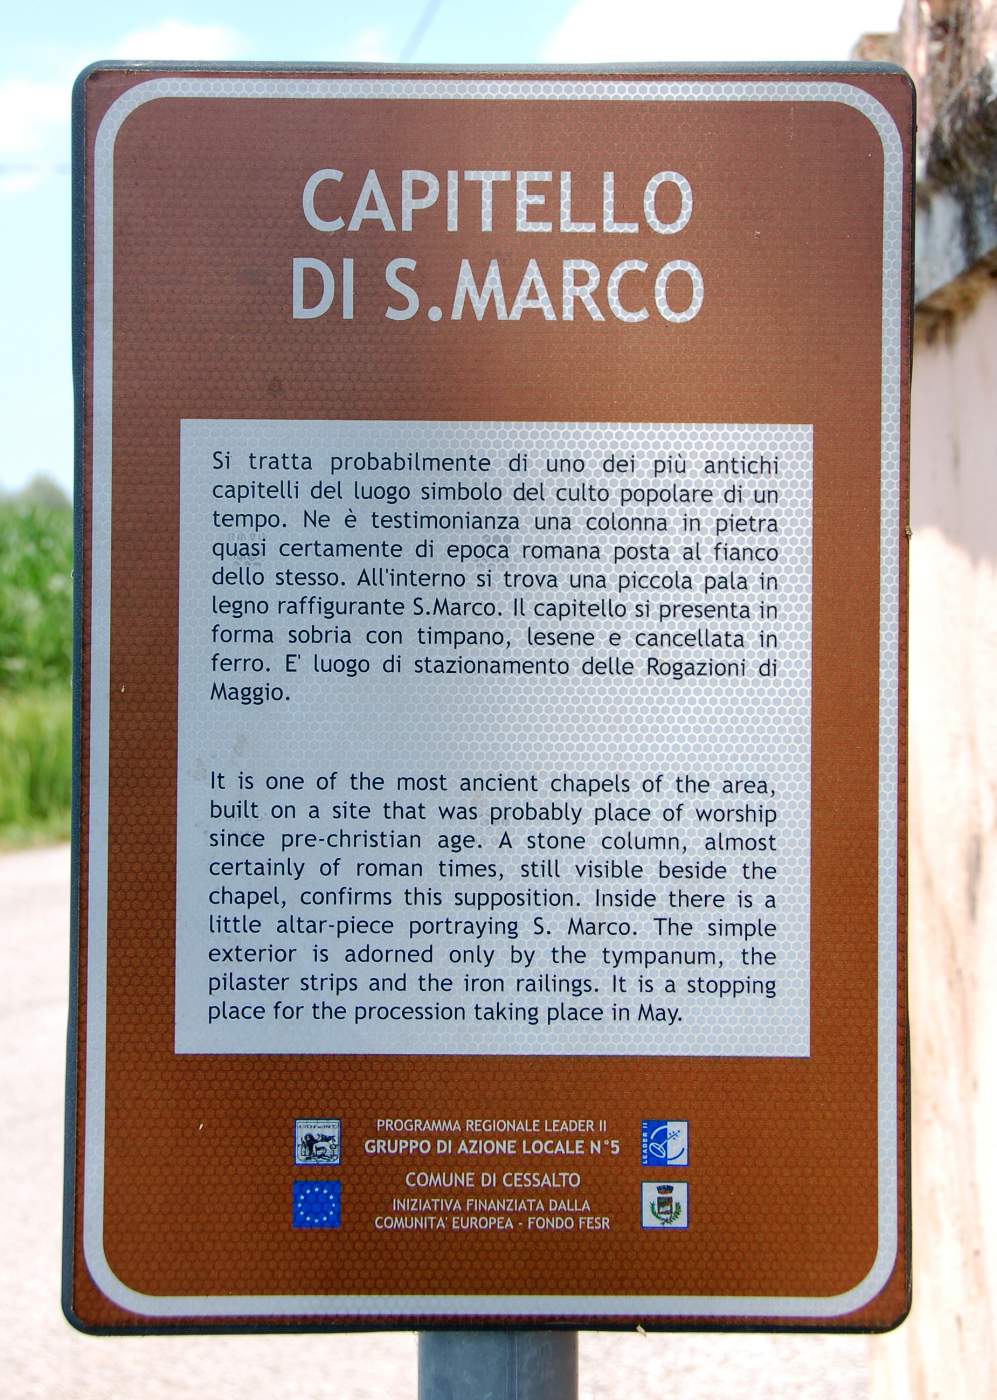 CAPITELLO
DI S.MARCO
Si tratta probabilmente di uno dei più antichi
capitelli del luogo simbolo del culto popolare di un
tempo. Ne è testimonianza una colonna in pietra
quasi certamente di epoca romana posta al fianco
dello stesso. All'interno si trova una piccola pala in
legno raffigurante S.Marco. Il capitello si presenta in
forma sobria con timpano, lesene e cancellata in
ferro. E' luogo di stazionamento delle Rogazioni di
Maggio.
It is one of the most ancient chapels of the area,
built on a site that was probably place of worship
since pre-christian age. A stone column, almost
certainly of roman times, still visible beside the
chapel, confirms this supposition. Inside there is a
little altar-piece portraying S. Marco. The simple
exterior is adorned only by the tympanum, the
pilaster strips and the iron railings. It is a stopping
place for the procession taking place in May.
PROGRAMMA REGIONALE LEADER II
GRUPPO DI AZIONE LOCALE N°5
LEADER II
COMUNE DI CESSALTO
INIZIATIVA FINANZIATA DALLA
COMUNITA' EUROPEA - FONDO FESR